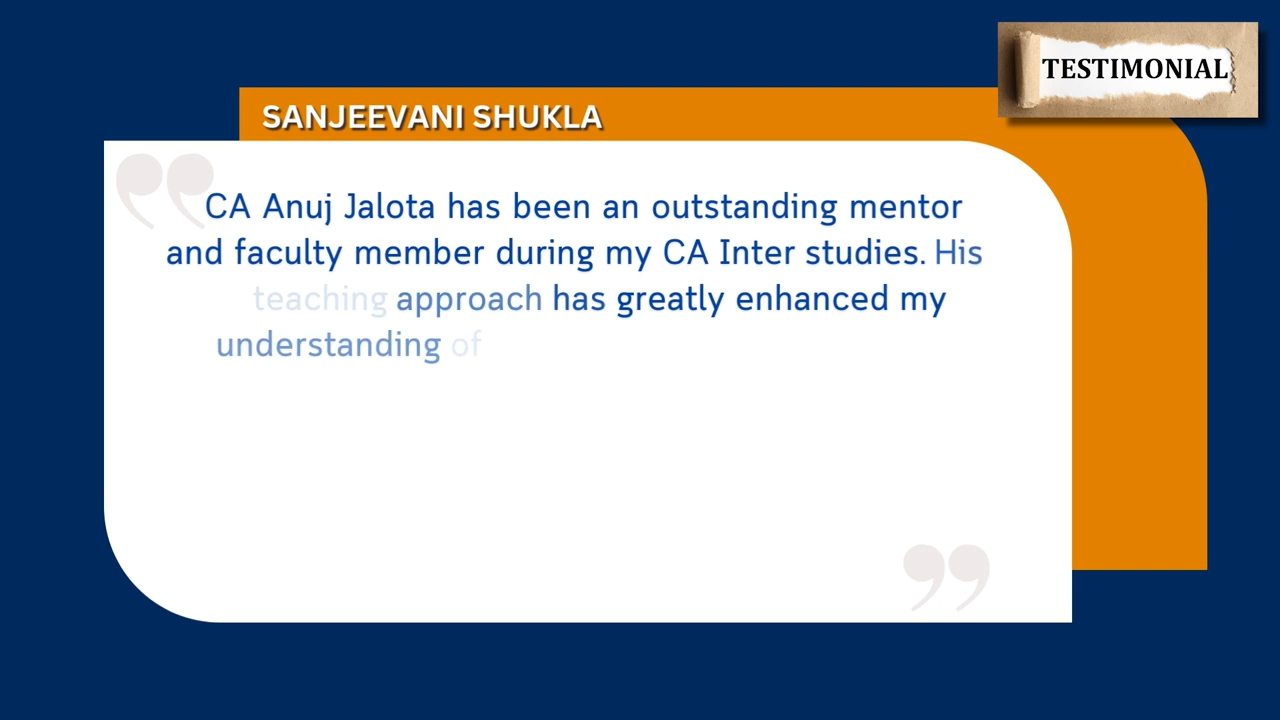 TESTIMONIAL
SANJEEVANI SHUKLA
CA Anuj Jalota has been an outstanding mentor
and faculty member during my CA Inter studies. His
teaching approach has greatly enhanced my
understanding of